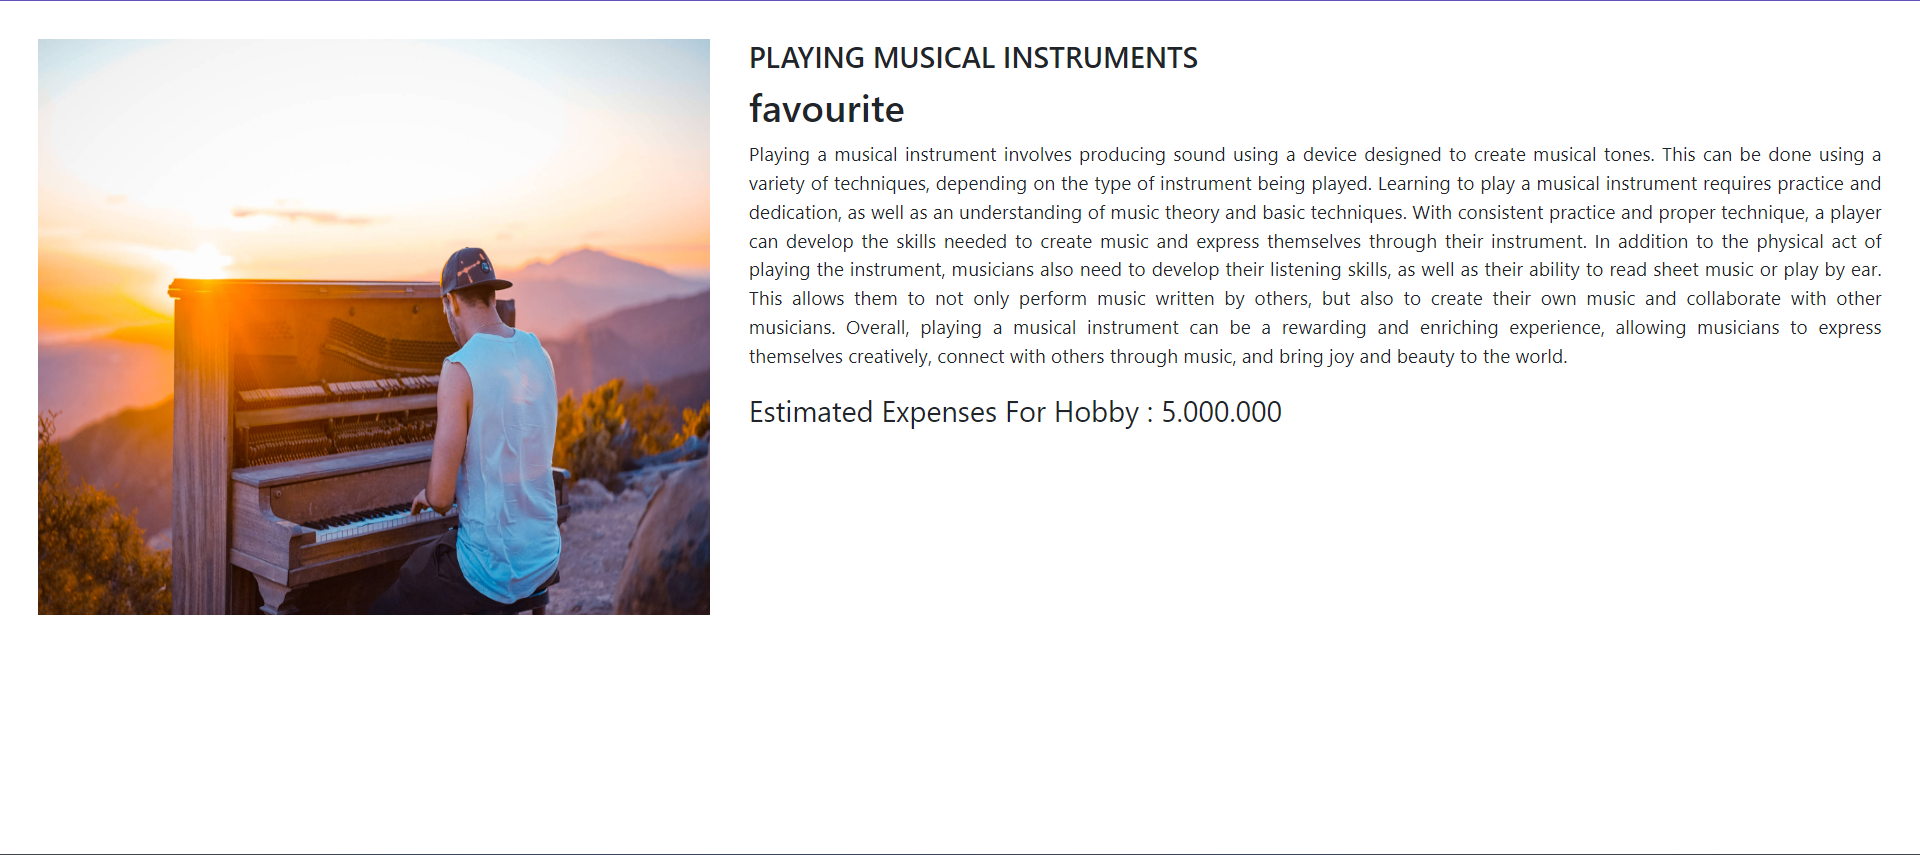 PLAYING MUSICAL INSTRUMENTS
favourite
Playing a musical instrument involves producing sound using a device designed to create musical tones. This can be done using a
variety of techniques, depending on the type of instrument being played. Learning to play a musical instrument requires practice and
dedication, as well as an understanding of music theory and basic techniques. With consistent practice and proper technique, a player
can develop the skills needed to create music and express themselves through their instrument. In addition to the physical act of
playing the instrument, musicians also need to develop their listening skills, as well as their ability to read sheet music or play by ear.
This allows them to not only perform music written by others, but also to create their own music and collaborate with other
musicians. Overall, playing a musical instrument can be a rewarding and enriching experience, allowing musicians to express
themselves creatively, connect with others through music, and bring joy and beauty to the world.
Estimated Expenses For Hobby : 5.000.000